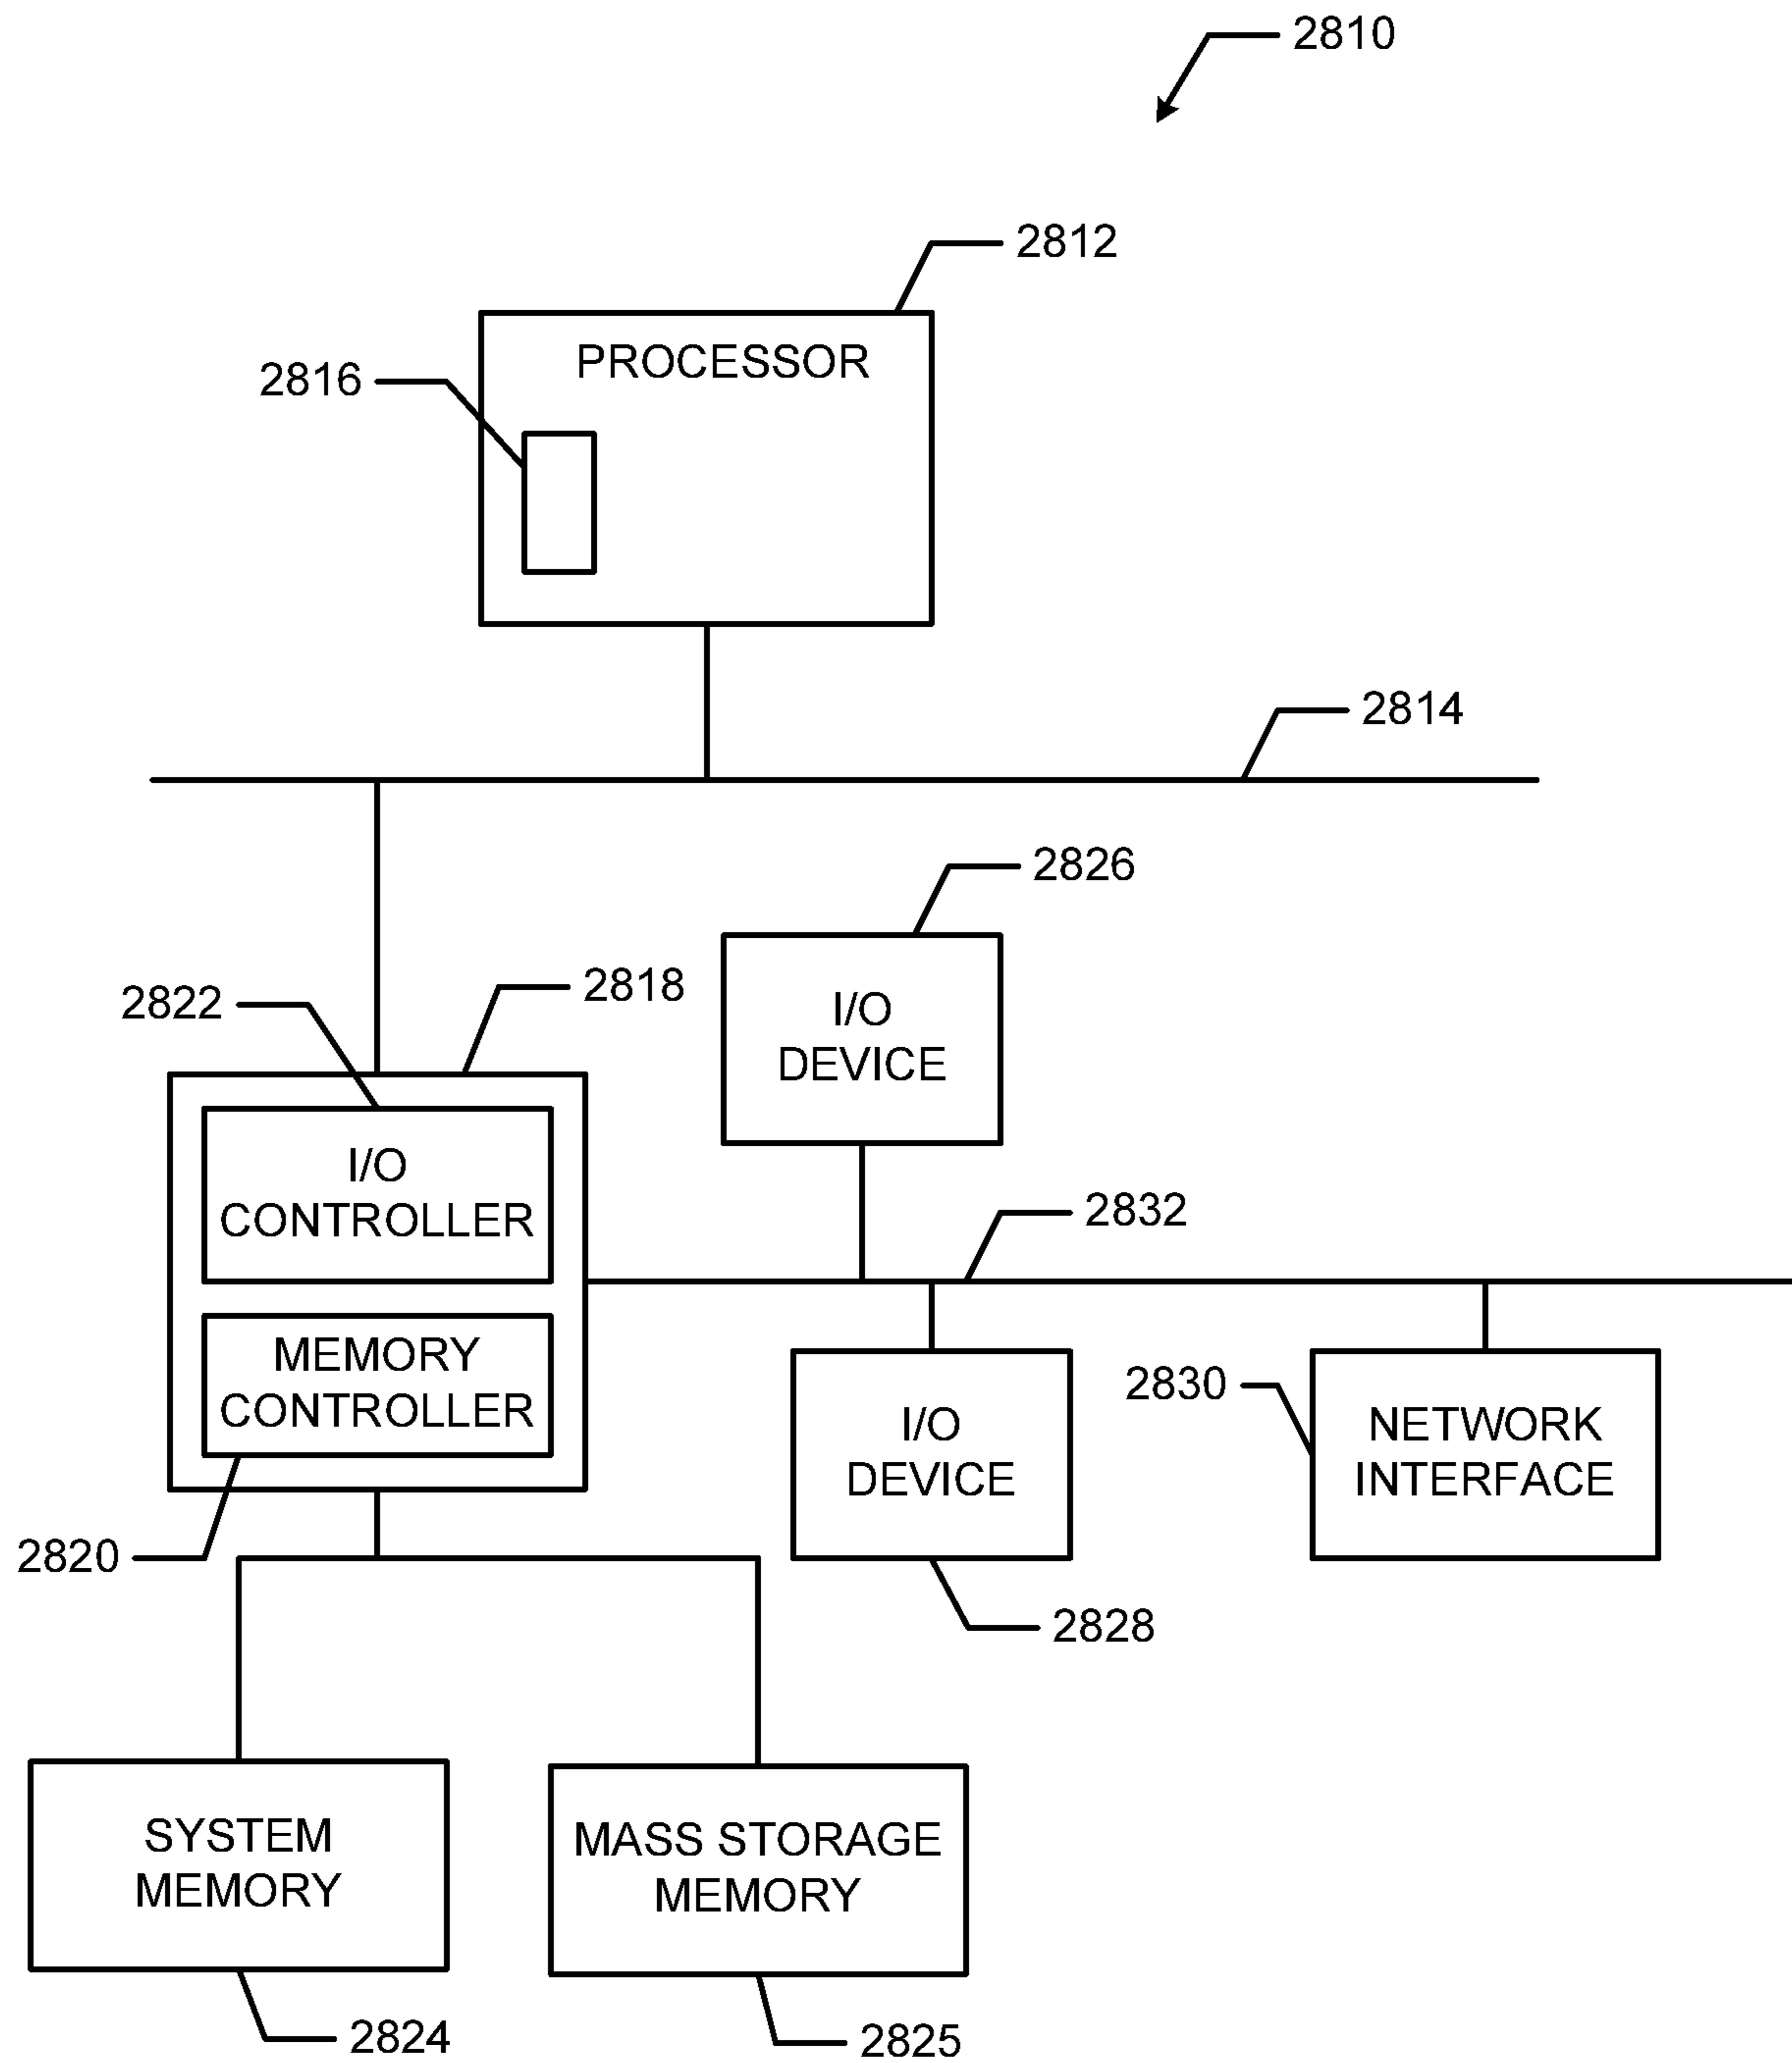 2810
2812
PROCESSOR
2816
2814
2826
2818
2822
I/O
DEVICE
I/O
CONTROLLER
2832
MEMORY
CONTROLLER
2830
I/O
DEVICE
NETWORK
INTERFACE
2820
2828
SYSTEM
MEMORY
MASS STORAGE
MEMORY
2824
2825